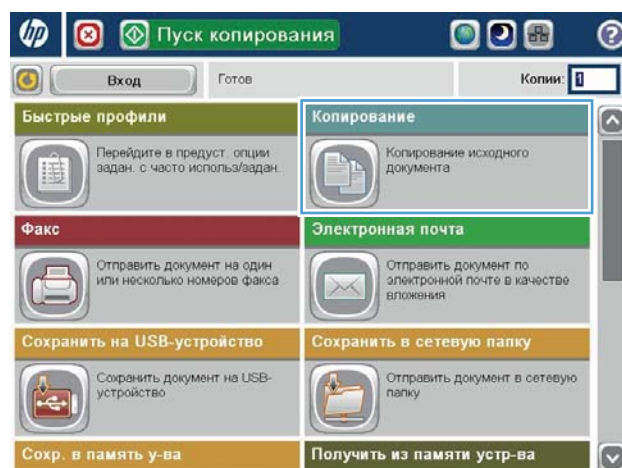 hp
Пуск копирования
?
Вход
Готов
Копии: 1
Быстрые профили
Перейдите в предуст. опции
задан. с часто использ/задан.
Копирование
Копирование исходного
документа
Факс
Отправить документ на один
или несколько номеров факса
Электронная почта
Отправить документ по
электронной почте в качестве
вложения
Сохранить на USB-устройство
Сохранить документ на USB-
устройство
Сохранить в сетевую папку
Отправить документ в сетевую
папку
Сохр. в память у-ва
Получить из памяти устр-ва